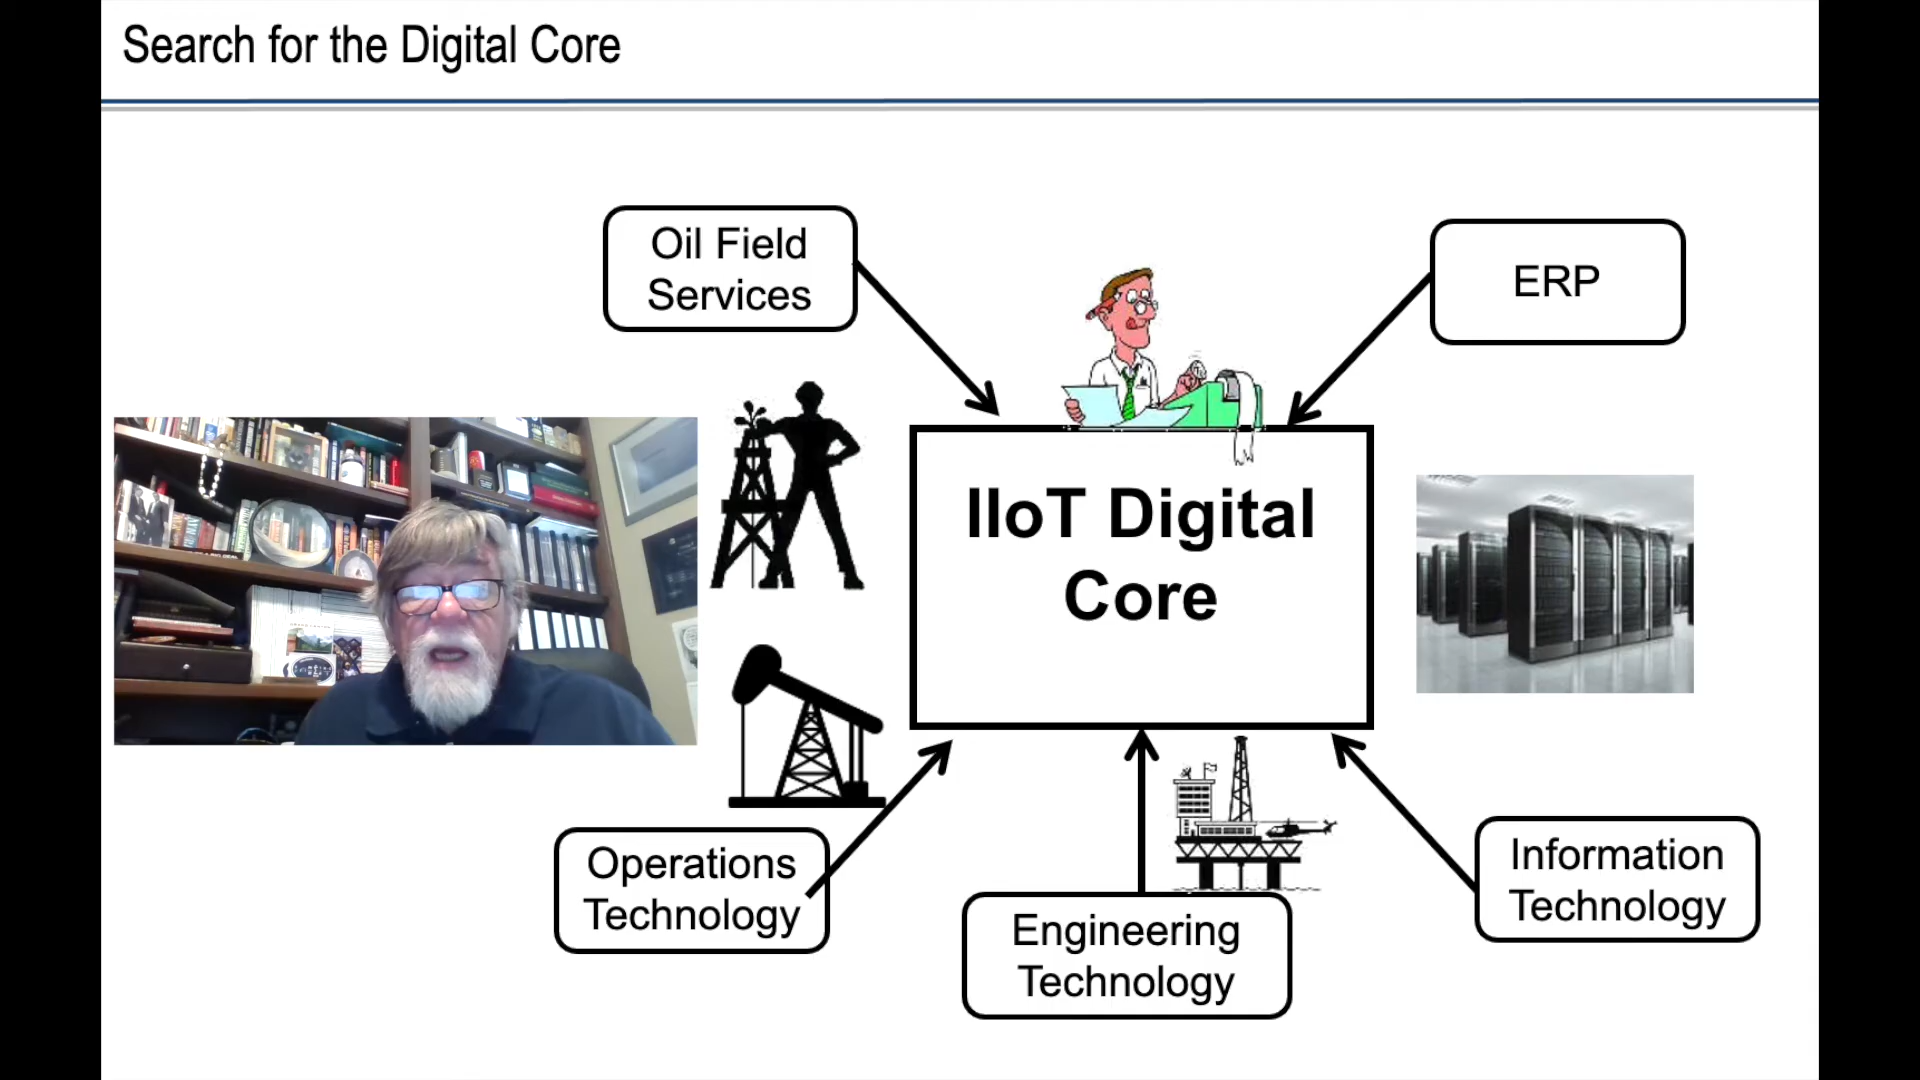 Search for the Digital Core
Oil Field
Services
ERP
IIoT Digital
Core
Operations
Technology
Engineering
Technology
Information
Technology